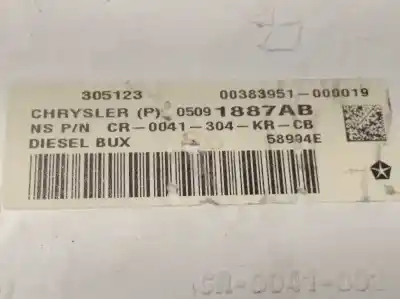 305123 00383951-000019
CHRYSLER (P) 05091887AB
NS P/N CR-0041-304-KR-CB
DIESEL BUX 58994E